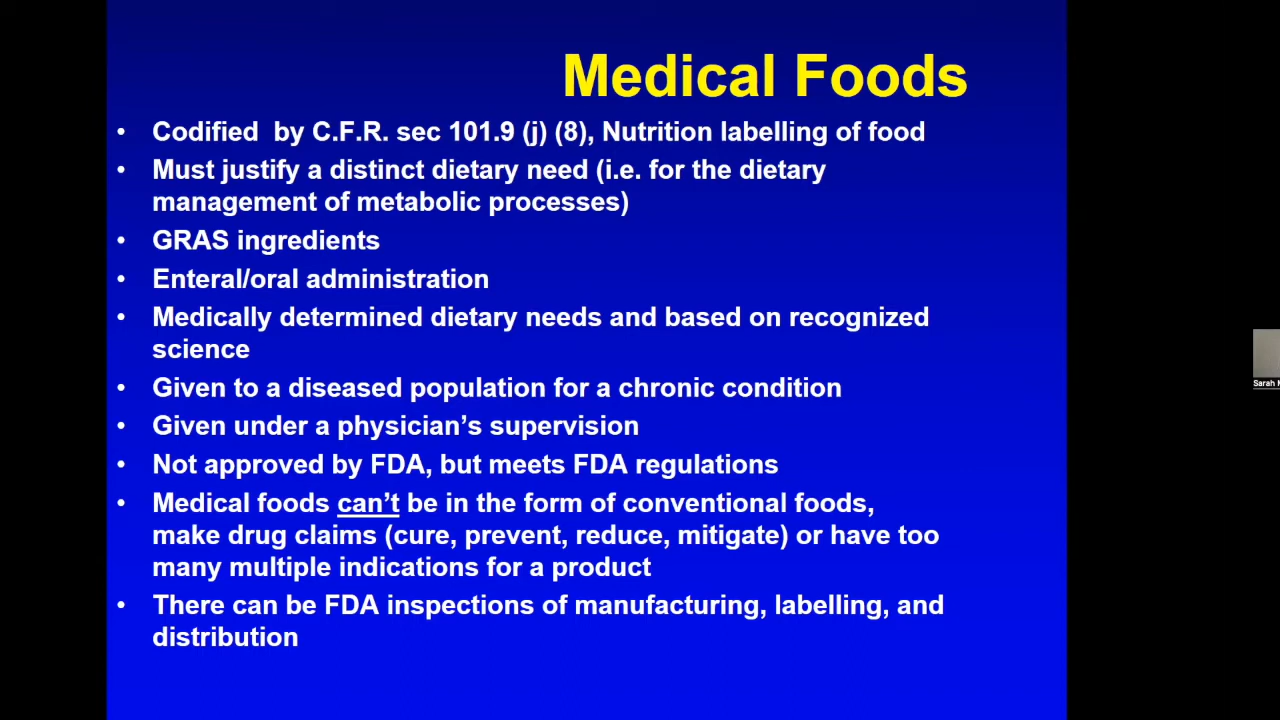 Medical Foods
• Codified  by C.F.R. sec 101.9 (j) (8), Nutrition labelling of food
• Must justify a distinct dietary need (i.e. for the dietary
management of metabolic processes)
• GRAS ingredients
• Enteral/oral administration
• Medically determined dietary needs and based on recognized
science
• Given to a diseased population for a chronic condition
• Given under a physician’s supervision
• Not approved by FDA, but meets FDA regulations
• Medical foods can’t be in the form of conventional foods,
make drug claims (cure, prevent, reduce, mitigate) or have too
many multiple indications for a product
• There can be FDA inspections of manufacturing, labelling, and
distribution
Sarah